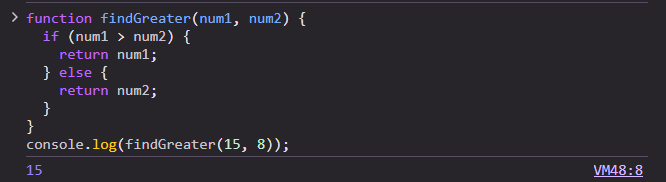 function findGreater(num1, num2) {
  if (num1 > num2) {
    return num1;
  } else {
    return num2;
  }
}
console.log(findGreater(15, 8));
15 VM48:8